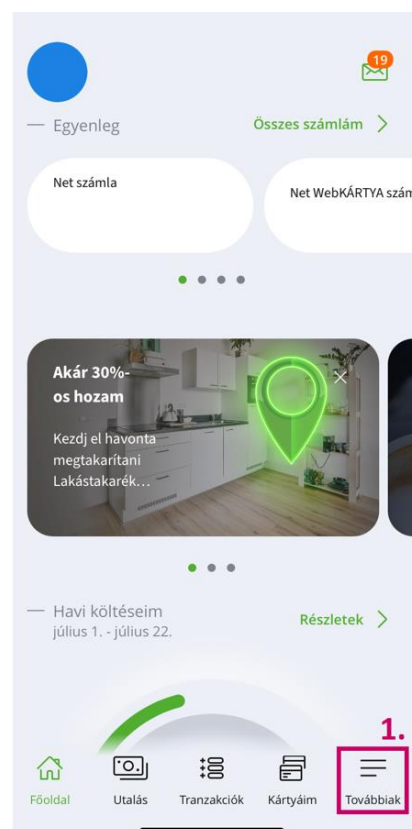 19
Egyenleg
Összes számlám
Net számla
Net WebKÁRTYA szám
Akár 30%-
os hozam
Kezdj el havonta
megtakarítani
Lakástakarék...
Havi költéseim
július 1. - július 22.
Részletek
1.
Főoldal
Utalás
Tranzakciók
Kártyáim
Továbbiak